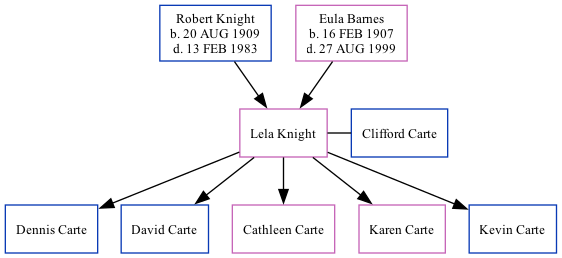 Robert Knight
b. 20 AUG 1909
d. 13 FEB 1983
Eula Barnes
b. 16 FEB 1907
d. 27 AUG 1999
Lela Knight
Clifford Carte
Dennis Carte
David Carte
Cathleen Carte
Karen Carte
Kevin Carte